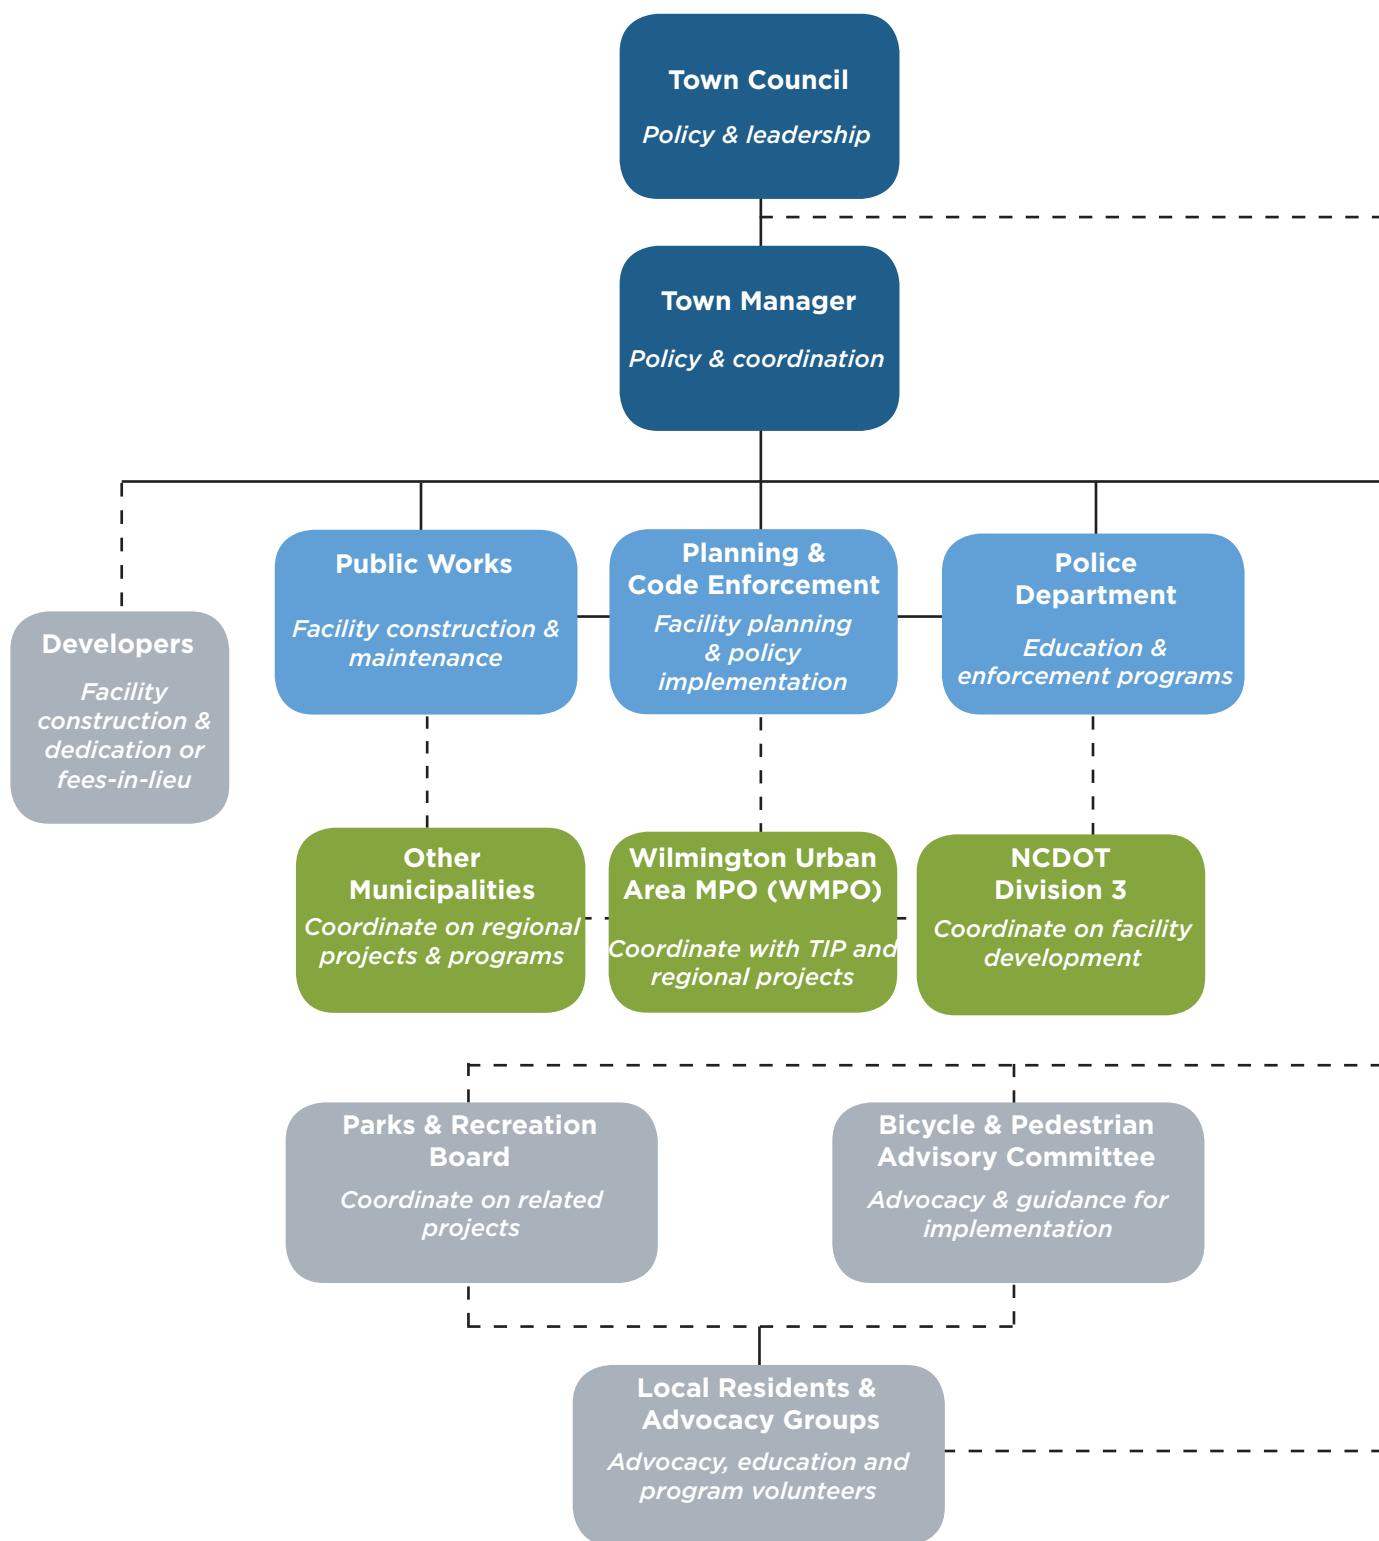 Town Council
Policy & leadership
Town Manager
Policy & coordination
Public Works
Facility construction &
maintenance
Planning &
Code Enforcement
Facility planning
& policy
implementation
Police
Department
Education &
enforcement programs
Developers
Facility
construction &
dedication or
fees-in-lieu
Other
Municipalities
Coordinate on regional
projects & programs
Wilmington Urban
Area MPO (WMPO)
Coordinate with TIP and
regional projects
NCDOT
Division 3
Coordinate on facility
development
Parks & Recreation
Board
Coordinate on related
projects
Bicycle & Pedestrian
Advisory Committee
Advocacy & guidance for
implementation
Local Residents &
Advocacy Groups
Advocacy, education and
program volunteers